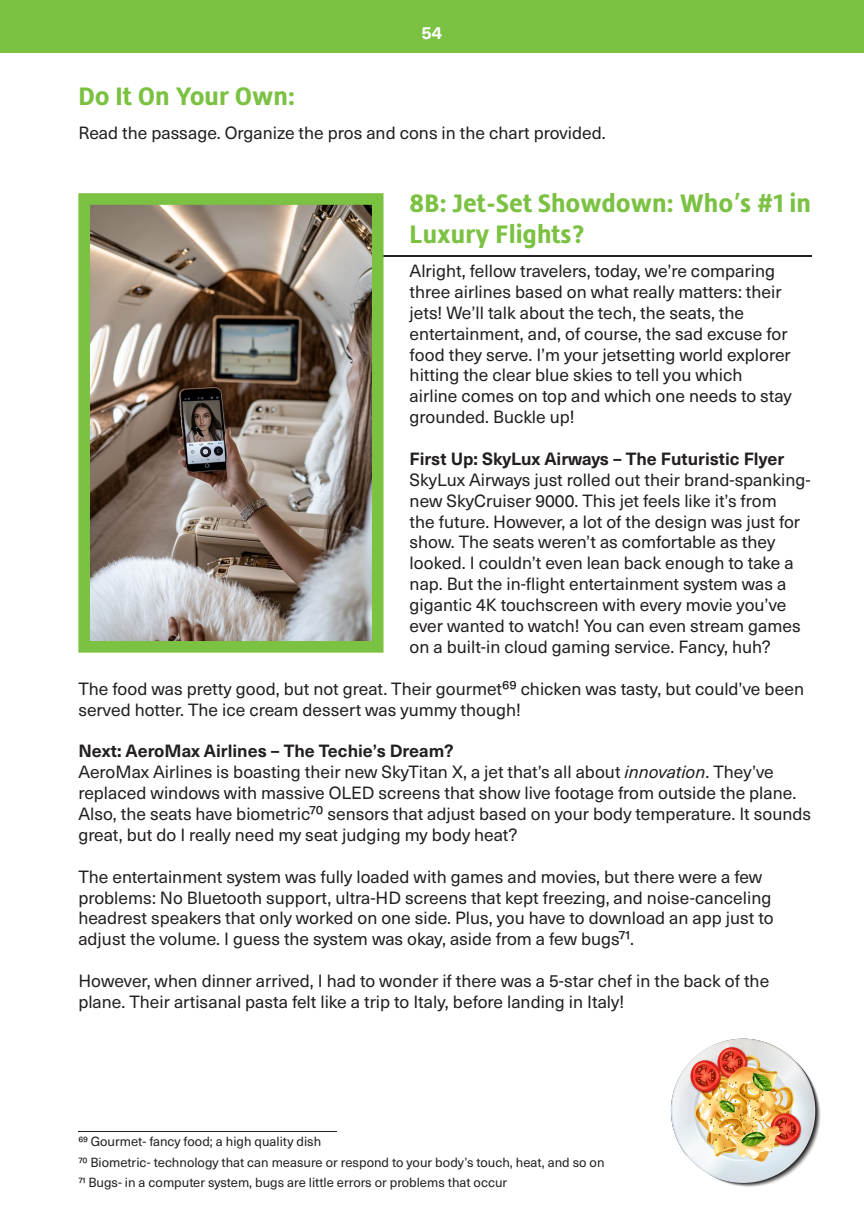 54
Do It On Your Own:
Read the passage. Organize the pros and cons in the chart provided.
8B: Jet-Set Showdown: Who's #1 in
Luxury Flights?
Alright, fellow travelers, today, we're comparing
three airlines based on what really matters: their
jets! We'll talk about the tech, the seats, the
entertainment, and, of course, the sad excuse for
food they serve. I'm your jetsetting world explorer
hitting the clear blue skies to tell you which
airline comes on top and which one needs to stay
grounded. Buckle up!
First Up: SkyLux Airways – The Futuristic Flyer
SkyLux Airways just rolled out their brand-spanking-
new SkyCruiser 9000. This jet feels like it's from
the future. However, a lot of the design was just for
show. The seats weren't as comfortable as they
looked. I couldn't even lean back enough to take a
nap. But the in-flight entertainment system was a
gigantic 4K touchscreen with every movie you've
ever wanted to watch! You can even stream games
on a built-in cloud gaming service. Fancy, huh?
The food was pretty good, but not great. Their gourmet⁶⁹ chicken was tasty, but could've been
served hotter. The ice cream dessert was yummy though!
Next: AeroMax Airlines – The Techie's Dream?
AeroMax Airlines is boasting their new SkyTitan X, a jet that's all about innovation. They've
replaced windows with massive OLED screens that show live footage from outside the plane.
Also, the seats have biometric⁷⁰ sensors that adjust based on your body temperature. It sounds
great, but do I really need my seat judging my body heat?
The entertainment system was fully loaded with games and movies, but there were a few
problems: No Bluetooth support, ultra-HD screens that kept freezing, and noise-canceling
headrest speakers that only worked on one side. Plus, you have to download an app just to
adjust the volume. I guess the system was okay, aside from a few bugs⁷¹.
However, when dinner arrived, I had to wonder if there was a 5-star chef in the back of the
plane. Their artisanal pasta felt like a trip to Italy, before landing in Italy!
⁶⁹ Gourmet- fancy food; a high quality dish
⁷⁰ Biometric- technology that can measure or respond to your body's touch, heat, and so on
⁷¹ Bugs- in a computer system, bugs are little errors or problems that occur